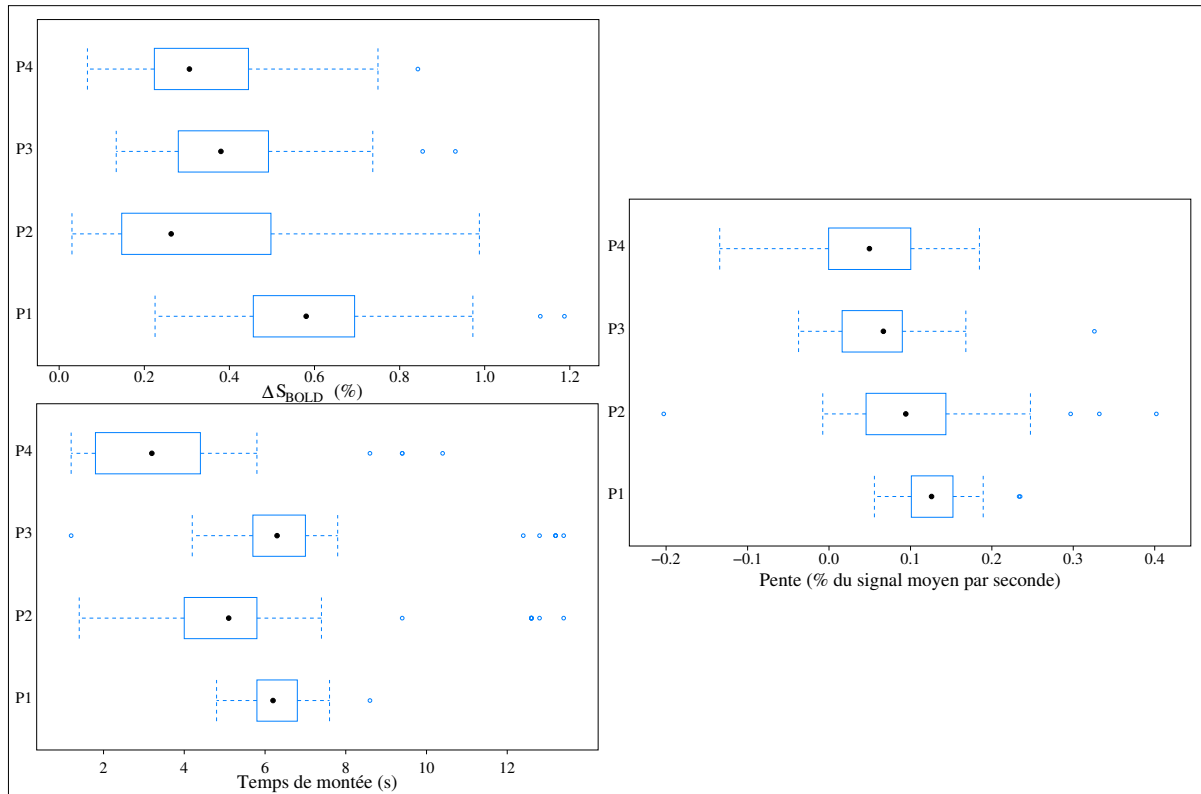 P4
P3
P2
P1
0.0 0.2 0.4 0.6 0.8 1.0 1.2
ΔS_BOLD (%)
P4
P3
P2
P1
2 4 6 8 10 12
Temps de montée (s)
P4
P3
P2
P1
−0.2 −0.1 0.0 0.1 0.2 0.3 0.4
Pente (% du signal moyen par seconde)